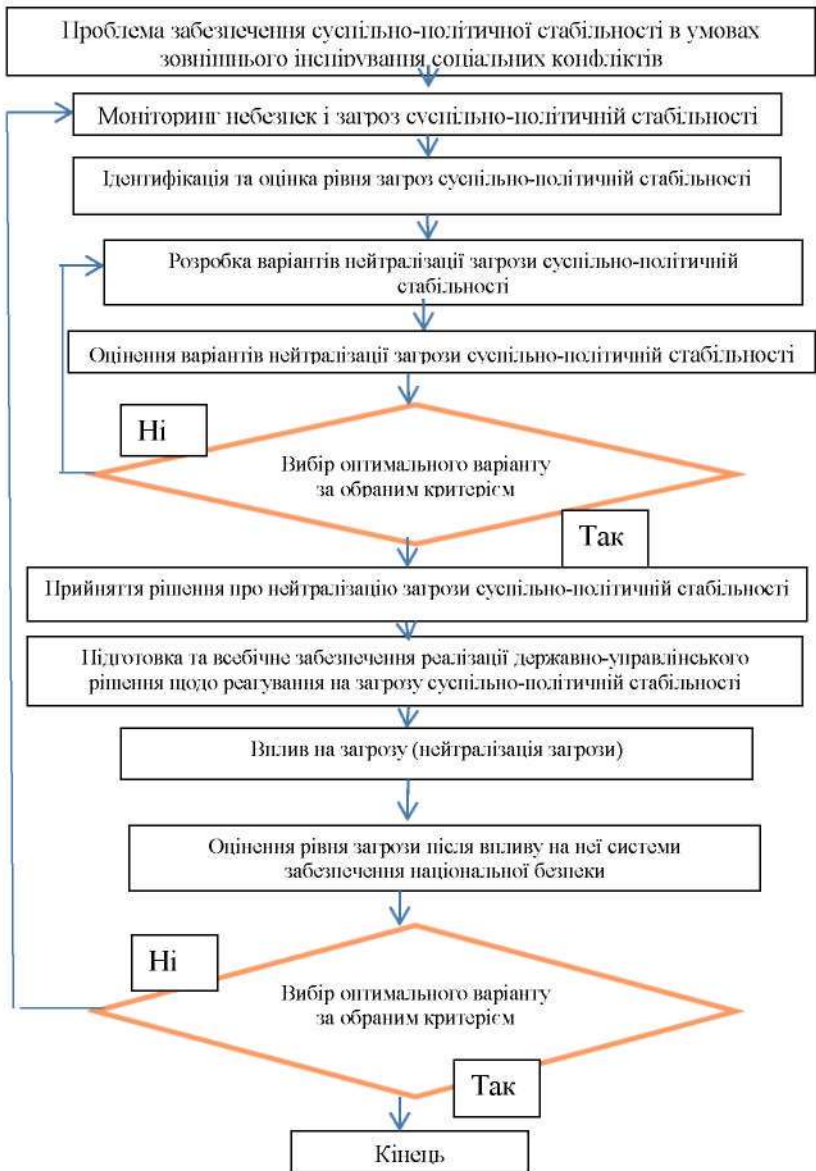 Проблема забезпечення суспільно-політичної стабільності в умовах
зовнішнього інспірування соціальних конфліктів
Моніторинг небезпек і загроз суспільно-політичній стабільності
Ідентифікація та оцінка рівня загроз суспільно-політичній стабільності
Розробка варіантів нейтралізації загрози суспільно-політичній
стабільності
Оцінення варіантів нейтралізації загрози суспільно-політичній стабільності
Ні
Вибір оптимального варіанту
за обраним критерієм
Так
Прийняття рішення про нейтралізацію загрози суспільно-політичній стабільності
Підготовка та всебічне забезпечення реалізації державно-управлінського
рішення щодо реагування на загрозу суспільно-політичній стабільності
Вплив на загрозу (нейтралізація загрози)
Оцінення рівня загрози після впливу на неї системи
забезпечення національної безпеки
Ні
Вибір оптимального варіанту
за обраним критерієм
Так
Кінець